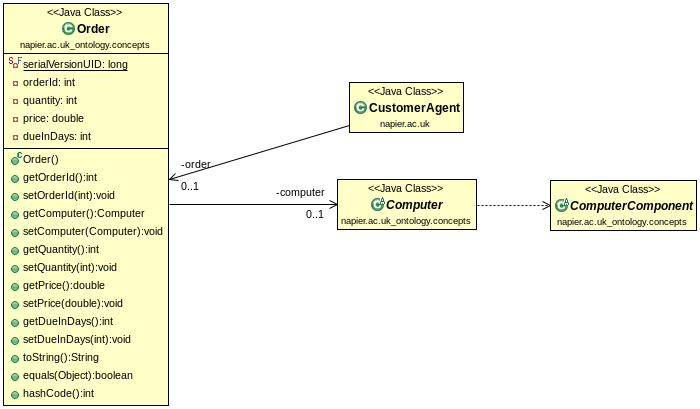 <<Java Class>>
Order
napier.ac.uk_ontology.concepts
serialVersionUID: long
orderId: int
quantity: int
price: double
dueInDays: int
Order()
getOrderId():int
setOrderId(int):void
getComputer():Computer
setComputer(Computer):void
getQuantity():int
setQuantity(int):void
getPrice():double
setPrice(double):void
getDueInDays():int
setDueInDays(int):void
toString():String
equals(Object):boolean
hashCode():int
<<Java Class>>
CustomerAgent
napier.ac.uk
-order
0..1
-computer
0..1
<<Java Class>>
Computer
napier.ac.uk_ontology.concepts
<<Java Class>>
ComputerComponent
napier.ac.uk_ontology.concepts